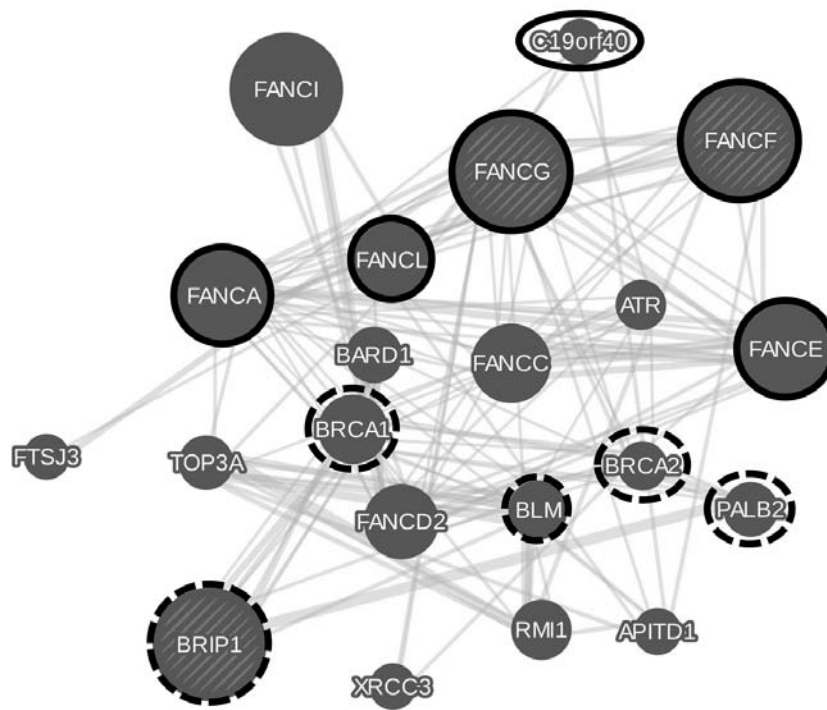 C19orf40
FANCI
FANCF
FANCG
FANCL
FANCA
ATR
BARD1
FANCC
FANCE
BRCA1
FTSJ3
TOP3A
BRCA2
FANCD2
BLM
PALB2
BRIP1
RMI1
APITD1
XRCC3